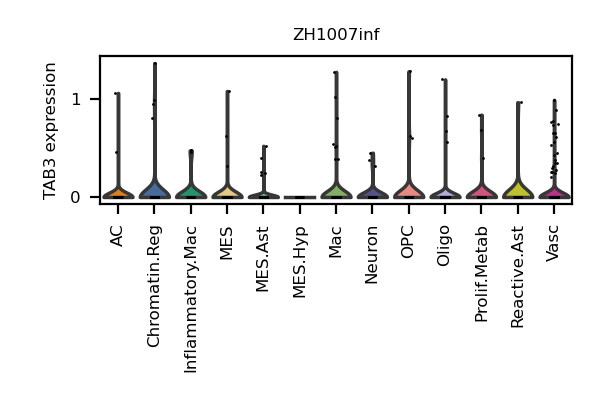 ZH1007inf
TAB3 expression
1
0
AC
Chromatin.Reg
Inflammatory.Mac
MES
MES.Ast
MES.Hyp
Mac
Neuron
OPC
Oligo
Prolif.Metab
Reactive.Ast
Vasc